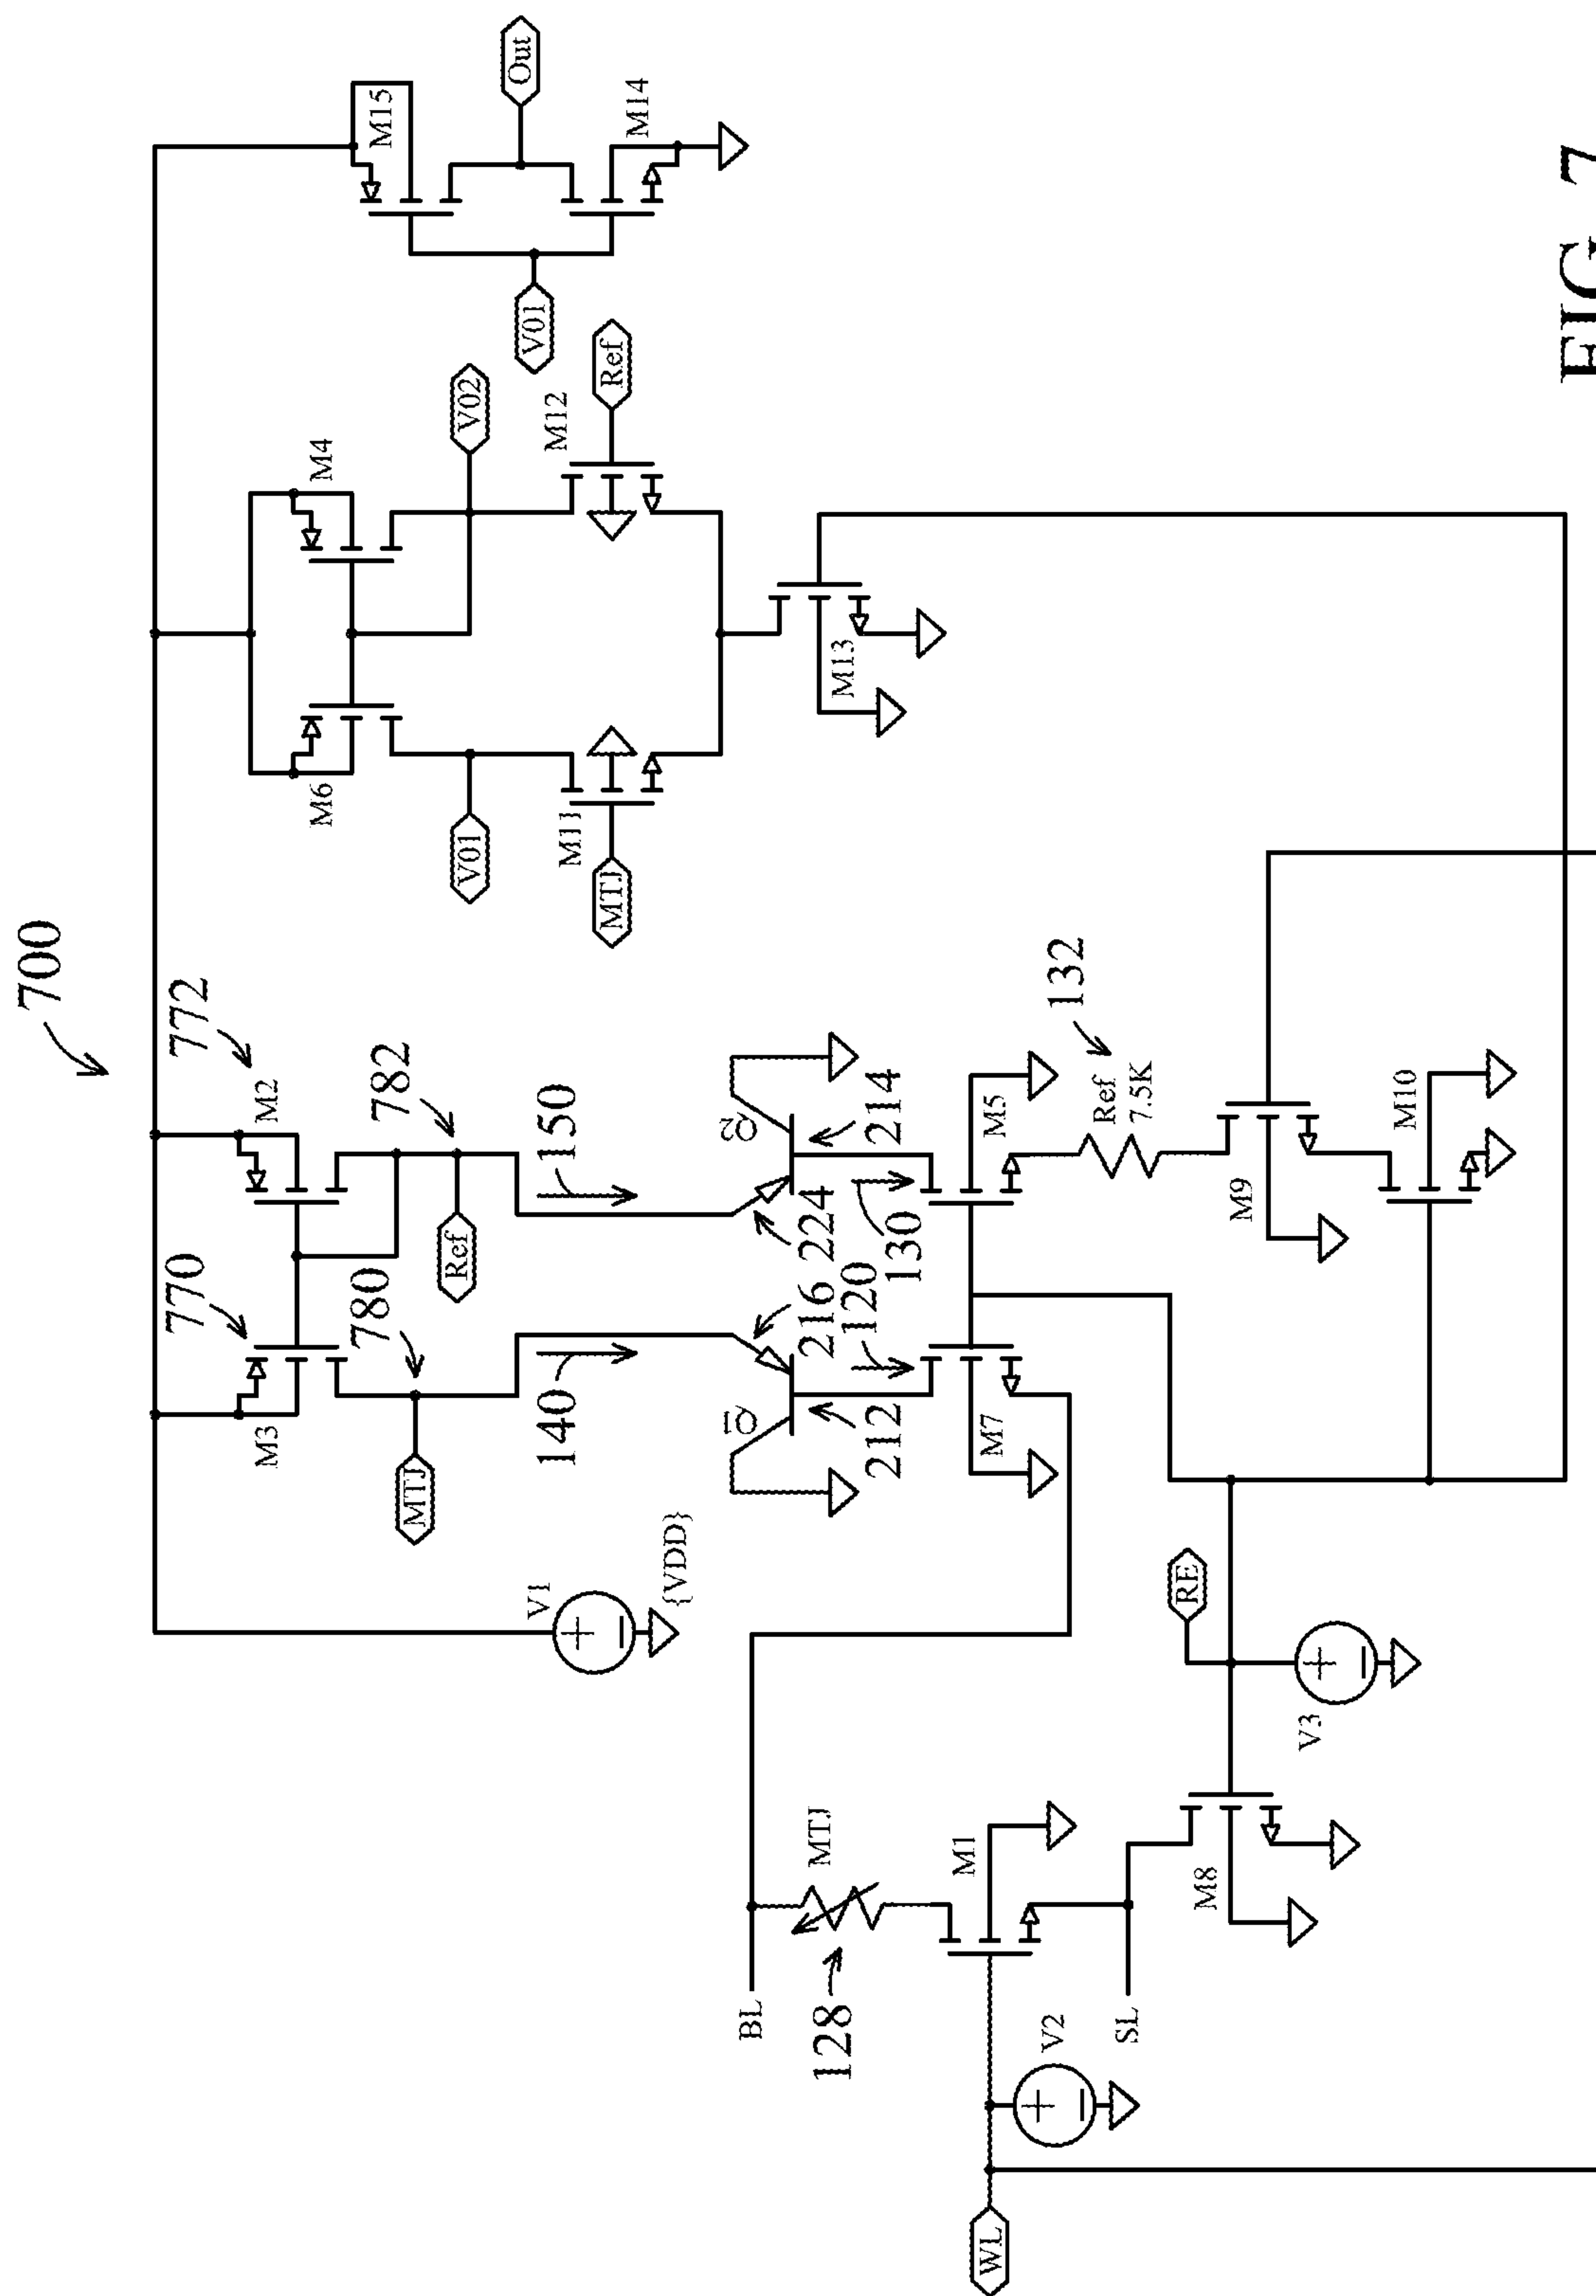 700
770
772
M3
M2
780
782
MTJ
Ref
140
150
V1
{VDD}
Q1
Q2
212
216
224
214
120
130
M7
M5
Ref
7.5K
132
M9
M10
BL
MTJ
128
M1
WL
V2
SL
M8
RE
V3
M6
M4
V01
V02
M11
M12
MTJ
Ref
M13
M15
M14
V01
Out
FIG 7